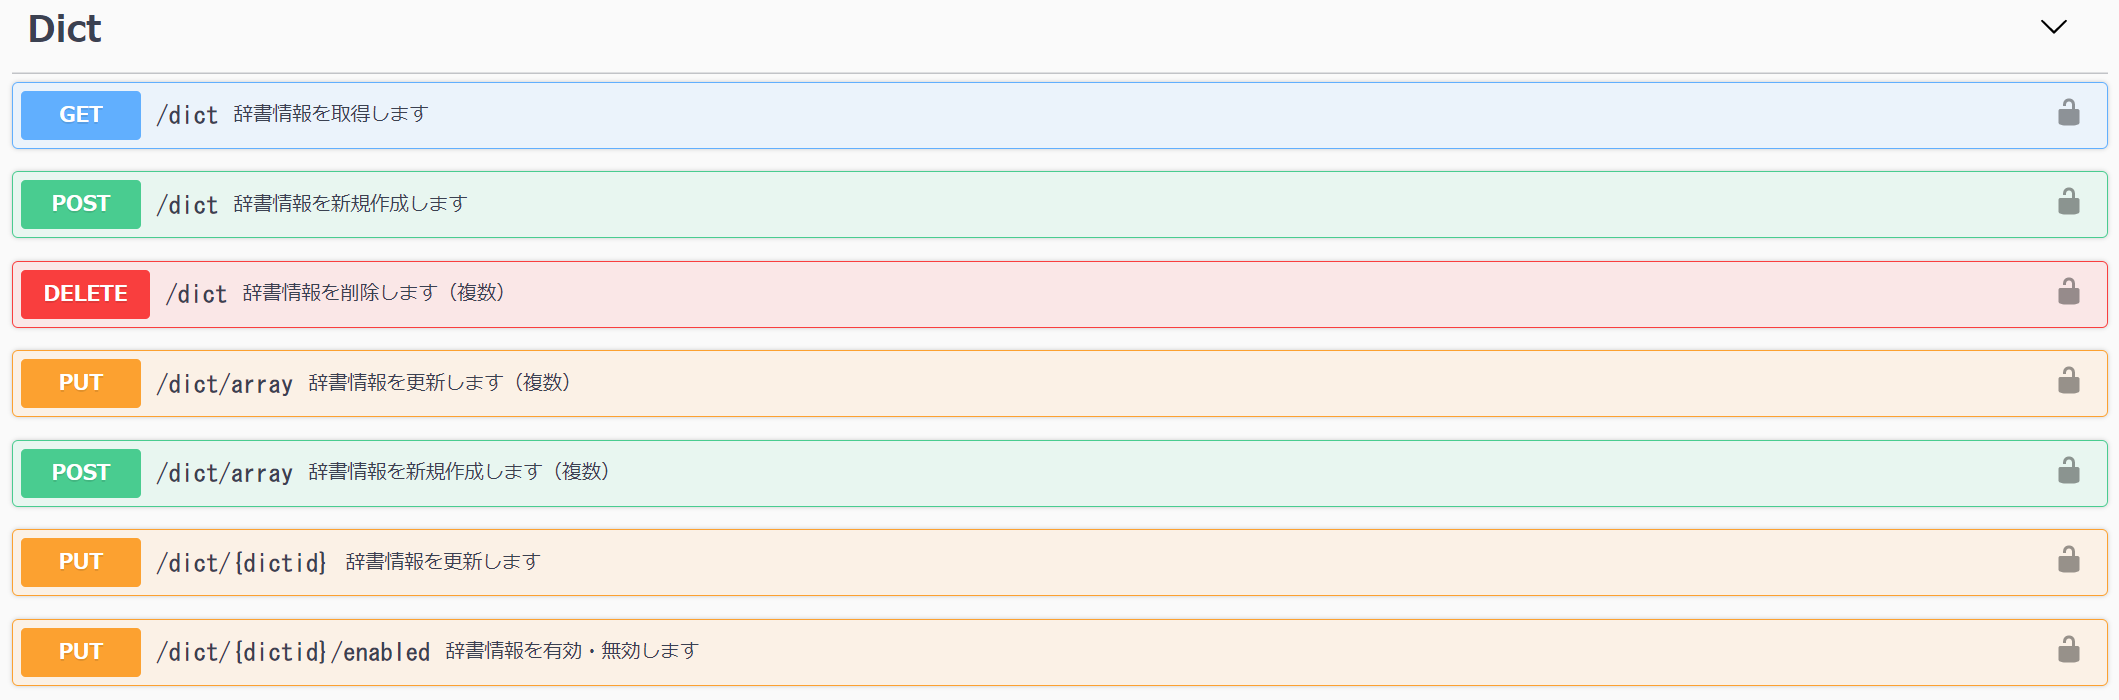 Dict
GET /dict 辞書情報を取得します
POST /dict 辞書情報を新規作成します
DELETE /dict 辞書情報を削除します（複数）
PUT /dict/array 辞書情報を更新します（複数）
POST /dict/array 辞書情報を新規作成します（複数）
PUT /dict/{dictid} 辞書情報を更新します
PUT /dict/{dictid}/enabled 辞書情報を有効・無効します